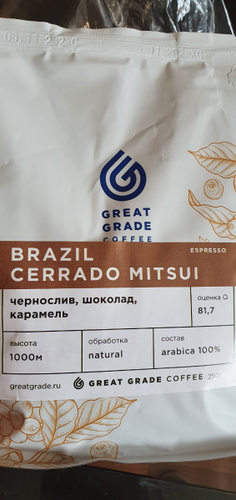 GREAT
GRADE
COFFEE
ESPRESSO
BRAZIL
CERRADO MITSUI
чернослив, шоколад,
карамель
оценка Q
81,7
высота
1000м
обработка
natural
состав
arabica 100%
greatgrade.ru
GREAT GRADE COFFEE